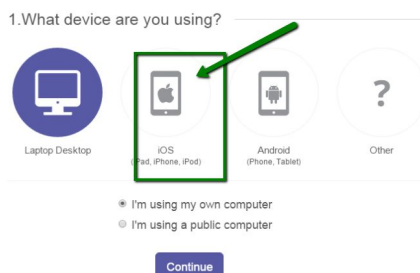 1.What device are you using?
Laptop Desktop
iOS
(iPad, iPhone, iPod)
Android
(Phone, Tablet)
?
Other
I'm using my own computer
I'm using a public computer
Continue